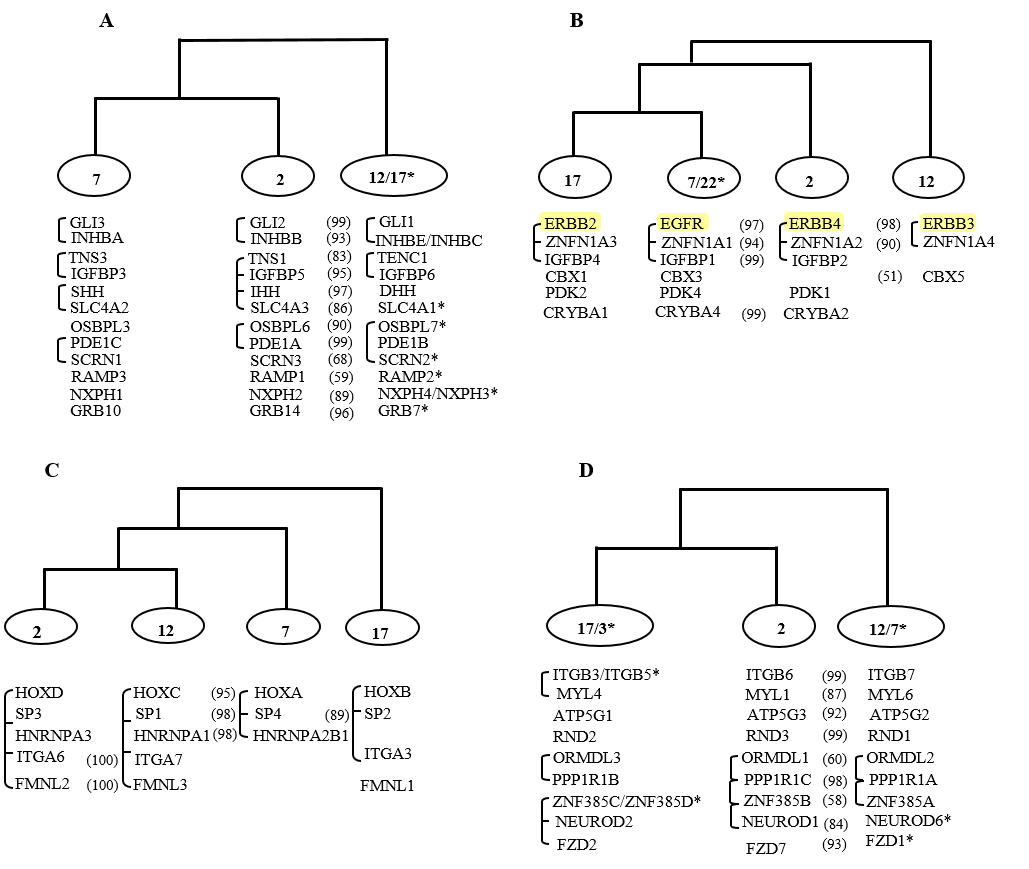 A
7 2 12/17*
GLI3 GLI2 (99) GLI1
INHBA INHBB (93) INHBE/INHBC
TNS3 TNS1 (83) TENC1
IGFBP3 IGFBP5 (95) IGFBP6
SHH IHH (97) DHH
SLC4A2 SLC4A3 (86) SLC4A1*
OSBPL3 OSBPL6 (90) OSBPL7*
PDE1C PDE1A (99) PDE1B
SCRN1 SCRN3 (68) SCRN2*
RAMP3 RAMP1 (59) RAMP2*
NXPH1 NXPH2 (89) NXPH4/NXPH3*
GRB10 GRB14 (96) GRB7*
B
17 7/22* 2 12
ERBB2 EGFR (97) ERBB4 (98) ERBB3
ZNFN1A3 ZNFN1A1 (94) ZNFN1A2 (90) ZNFN1A4
IGFBP4 IGFBP1 (99) IGFBP2
CBX1 CBX3 (51) CBX5
PDK2 PDK4 PDK1
CRYBA1 CRYBA4 (99) CRYBA2
C
2 12 7 17
HOXD HOXC (95) HOXA HOXB
SP3 SP1 (98) SP4 (89) SP2
HNRNPA3 HNRNPA1 (98) HNRNPA2B1
ITGA6 (100) ITGA7 ITGA3
FMNL2 (100) FMNL3 FMNL1
D
17/3* 2 12/7*
ITGB3/ITGB5* ITGB6 (99) ITGB7
MYL4 MYL1 (87) MYL6
ATP5G1 ATP5G3 (92) ATP5G2
RND2 RND3 (99) RND1
ORMDL3 ORMDL1 (60) ORMDL2
PPP1R1B PPP1R1C (98) PPP1R1A
ZNF385C/ZNF385D* ZNF385B (58) ZNF385A
NEUROD2 NEUROD1 (84) NEUROD6*
FZD2 FZD7 (93) FZD1*